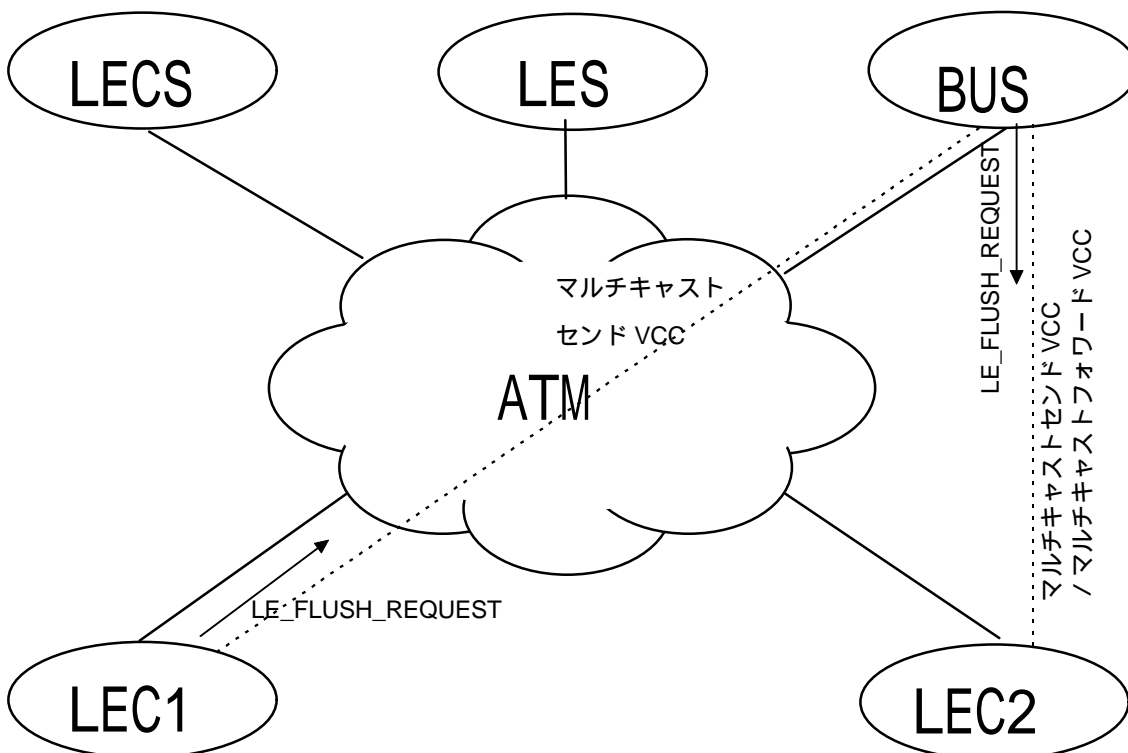 LECS
LES
BUS
マルチキャスト
センド VCC
ATM
LE_FLUSH_REQUEST
マルチキャストセンド VCC
/ マルチキャストフォワード VCC
LE_FLUSH_REQUEST
LEC1
LEC2